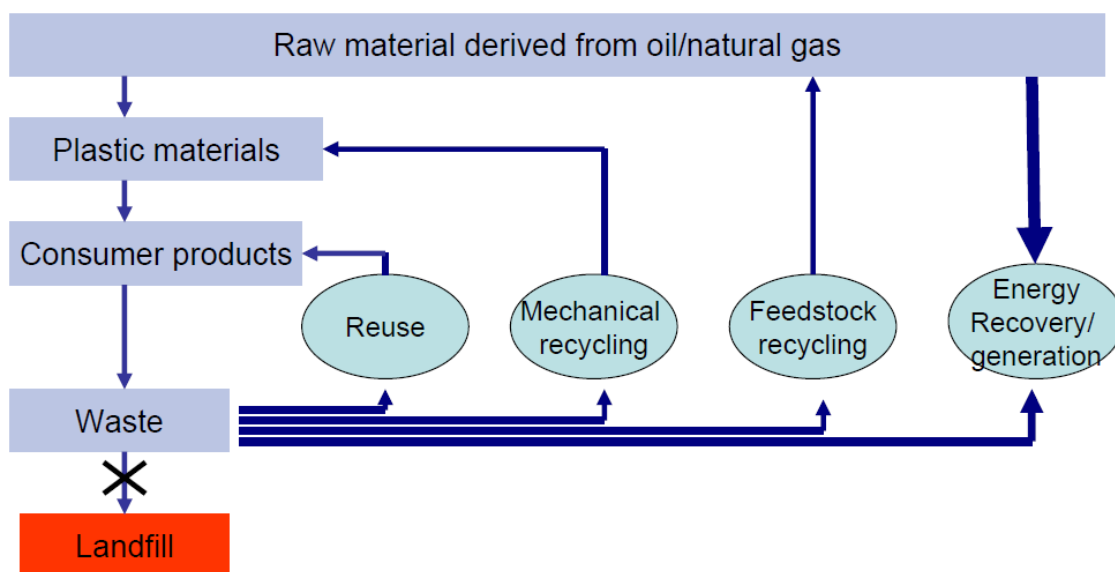 Raw material derived from oil/natural gas
Plastic materials
Consumer products
Reuse
Mechanical
recycling
Feedstock
recycling
Energy
Recovery/
generation
Waste
Landfill